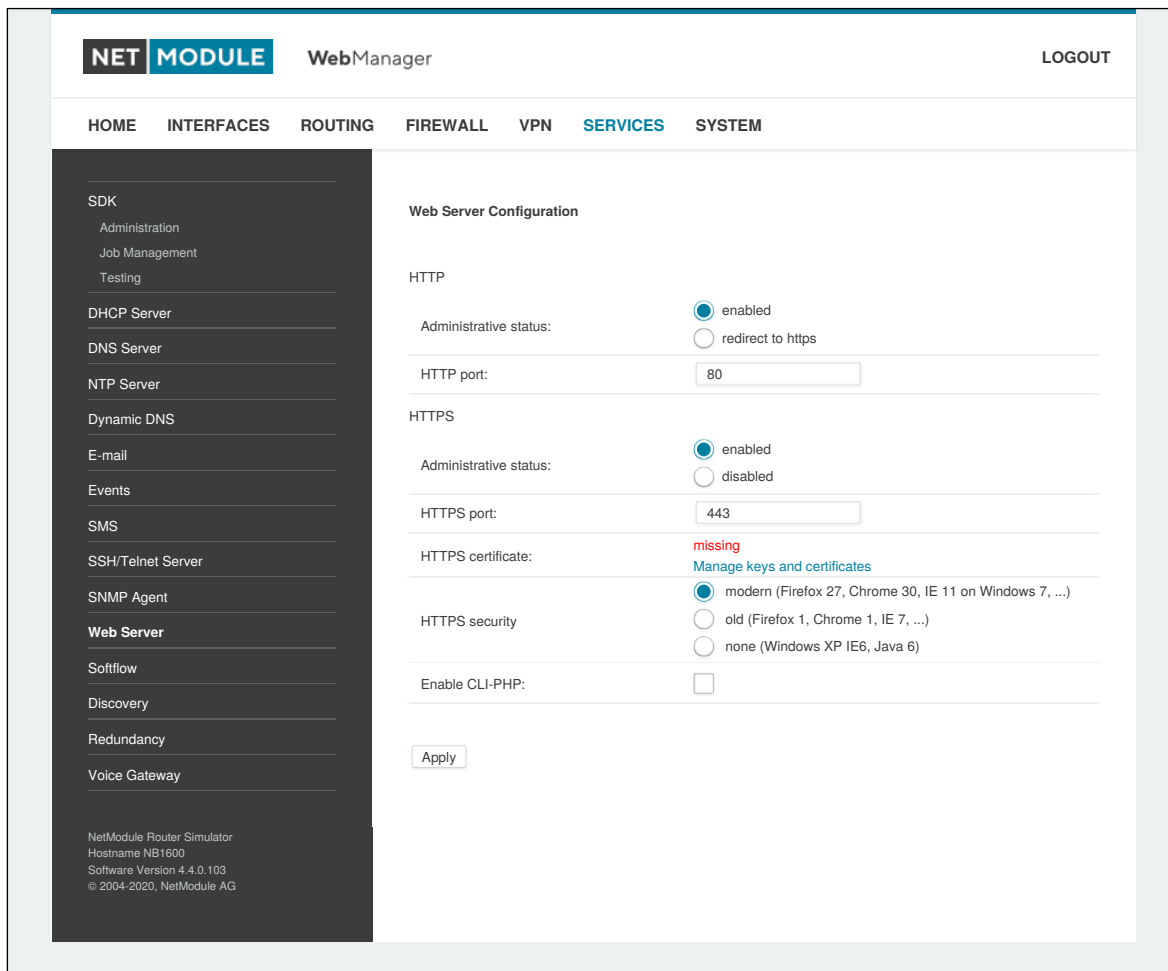 NET MODULE WebManager LOGOUT
HOME INTERFACES ROUTING FIREWALL VPN SERVICES SYSTEM
SDK
Administration
Job Management
Testing
DHCP Server
DNS Server
NTP Server
Dynamic DNS
E-mail
Events
SMS
SSH/Telnet Server
SNMP Agent
Web Server
Softflow
Discovery
Redundancy
Voice Gateway
NetModule Router Simulator
Hostname NB1600
Software Version 4.4.0.103
© 2004-2020, NetModule AG
Web Server Configuration
HTTP
Administrative status:
enabled
redirect to https
HTTP port: 80
HTTPS
Administrative status:
enabled
disabled
HTTPS port: 443
HTTPS certificate:
missing
Manage keys and certificates
HTTPS security
modern (Firefox 27, Chrome 30, IE 11 on Windows 7, ...)
old (Firefox 1, Chrome 1, IE 7, ...)
none (Windows XP IE6, Java 6)
Enable CLI-PHP:
Apply